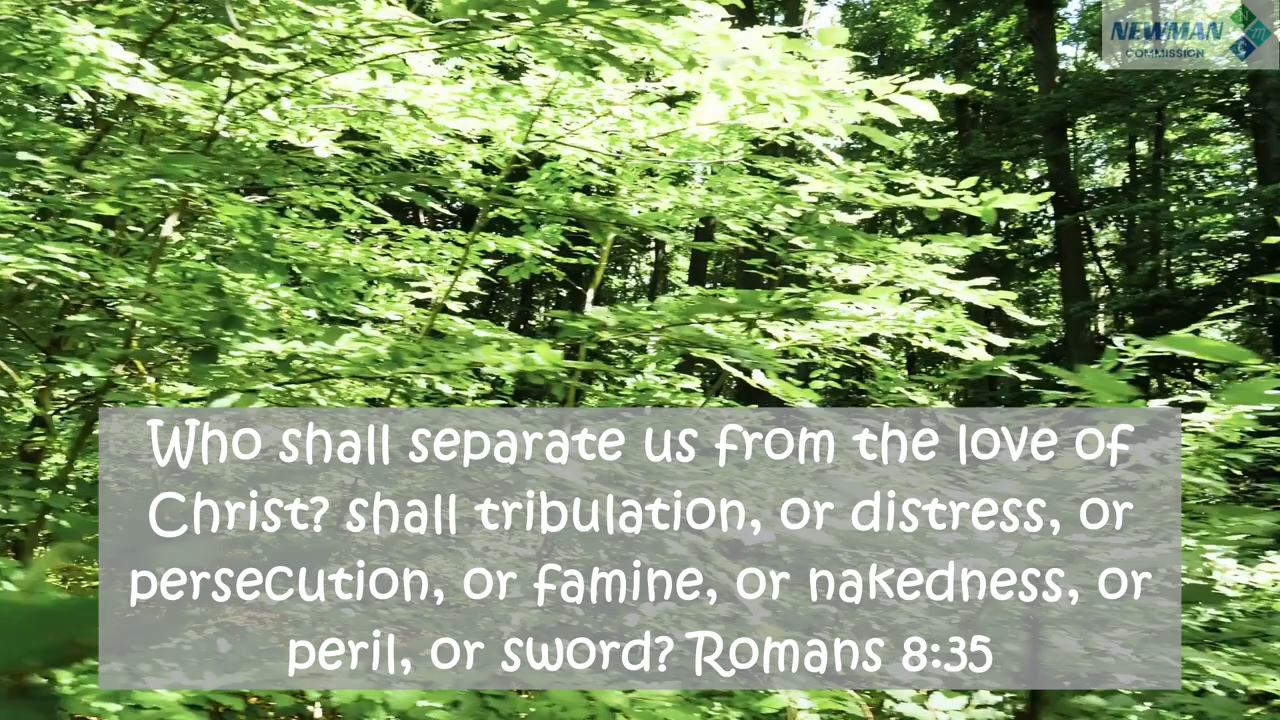 NEWMAN
COMMISSION
Who shall separate us from the love of
Christ? shall tribulation, or distress, or
persecution, or famine, or nakedness, or
peril, or sword? Romans 8:35